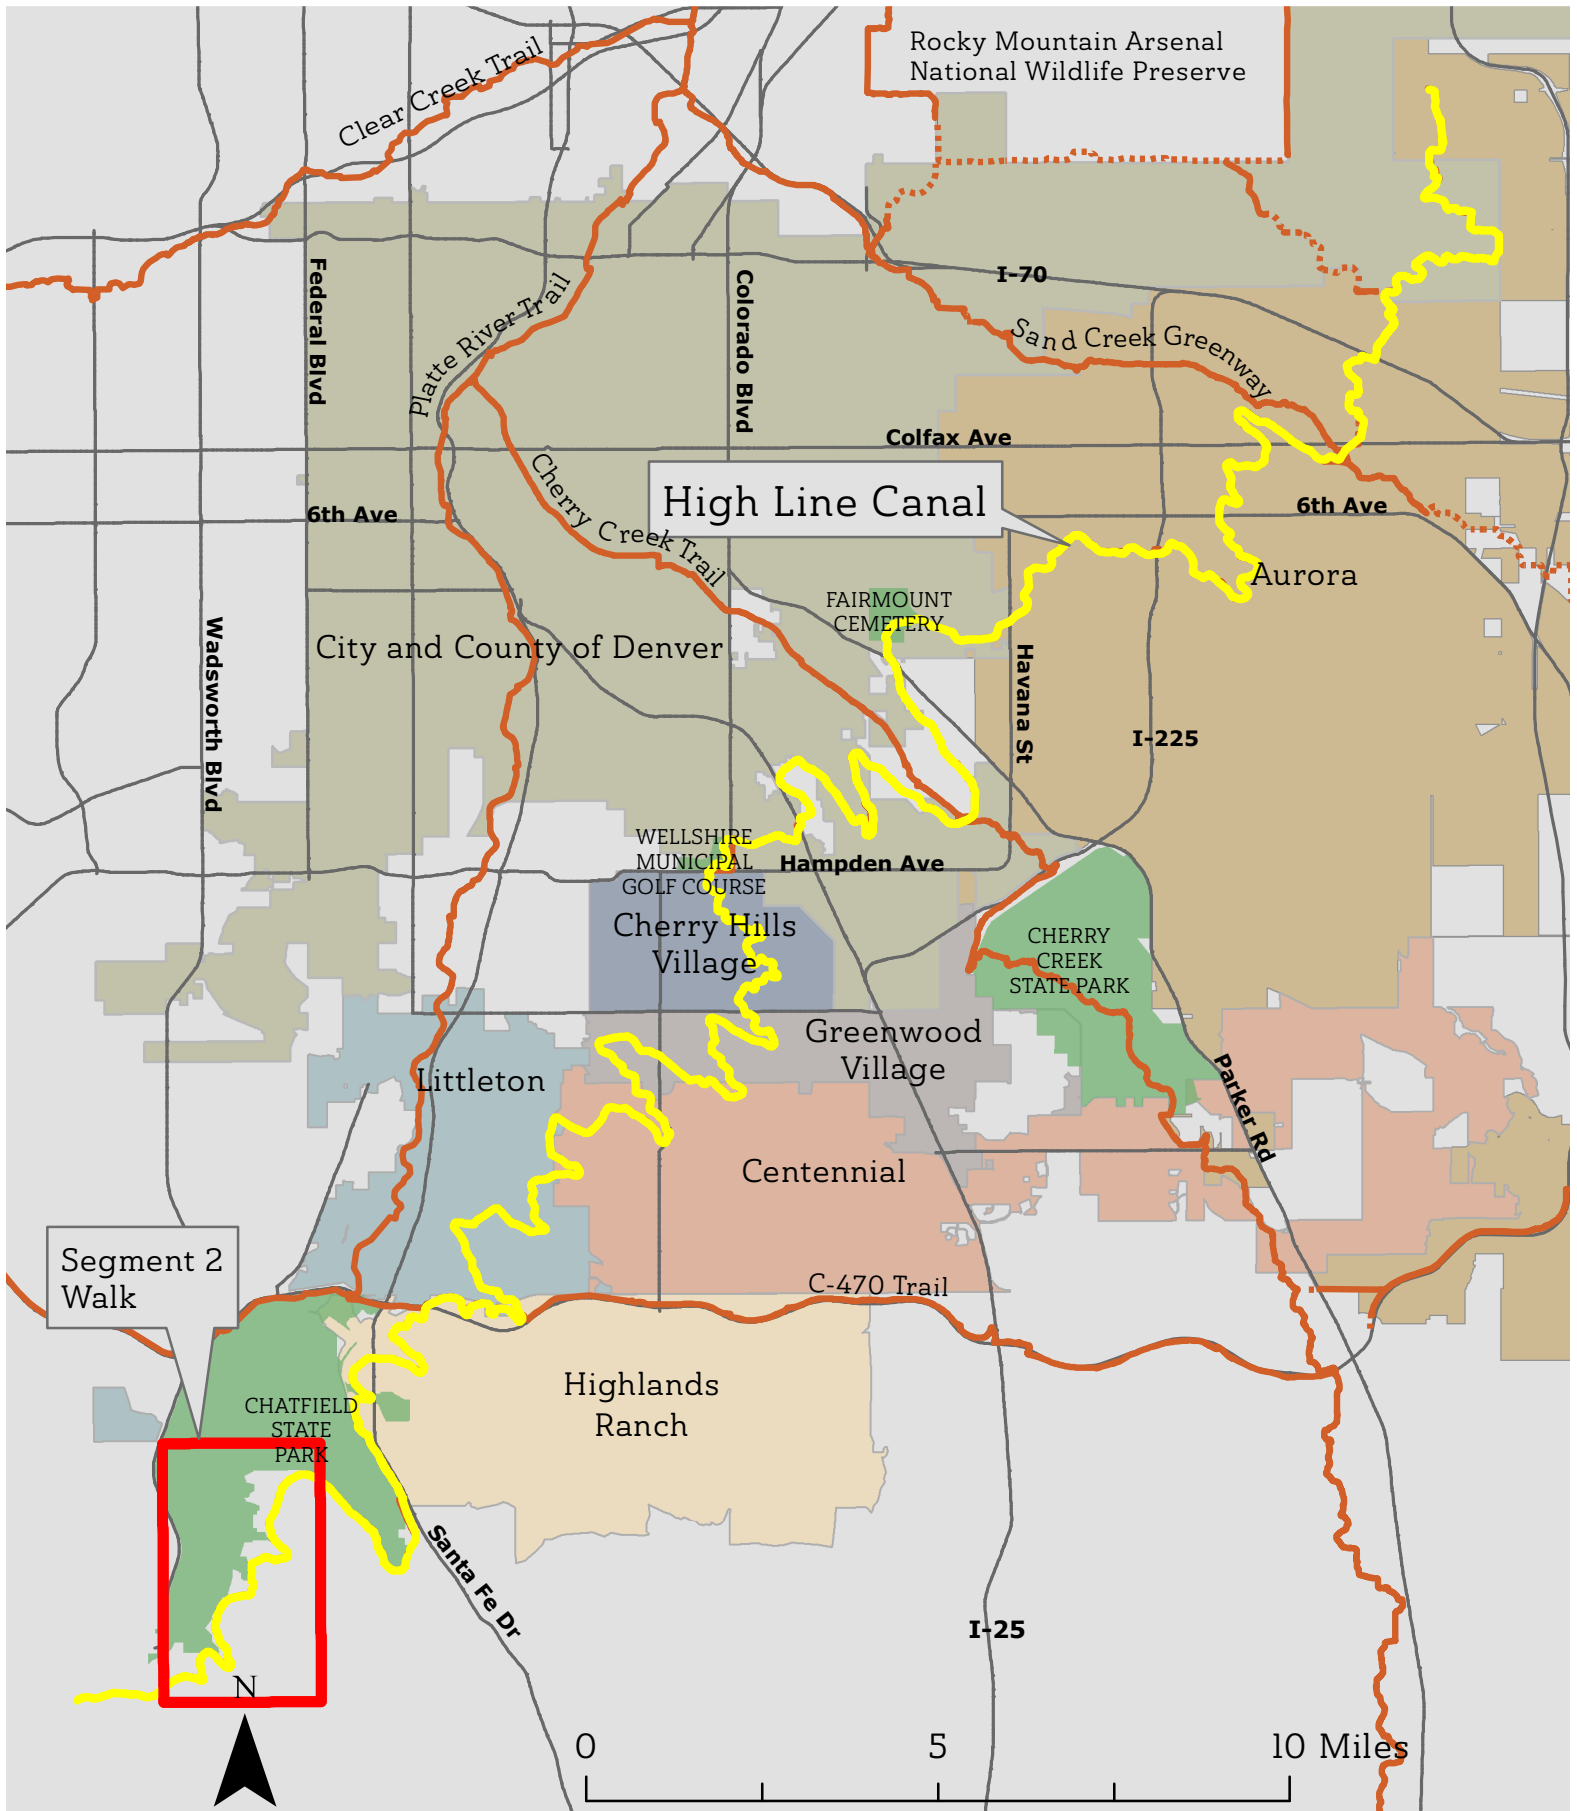 Rocky Mountain Arsenal
National Wildlife Preserve
Clear Creek Trail
Federal Blvd
Platte River Trail
Colorado Blvd
I-70
Sand Creek Greenway
Colfax Ave
Cherry Creek Trail
High Line Canal
6th Ave
6th Ave
Aurora
FAIRMOUNT
CEMETERY
City and County of Denver
Wadsworth Blvd
Havana St
I-225
WELLSHIRE
MUNICIPAL
GOLF COURSE
Hampden Ave
Cherry Hills
Village
CHERRY
CREEK
STATE PARK
Greenwood
Village
Littleton
Parker Rd
Centennial
Segment 2
Walk
C-470 Trail
Highlands
Ranch
CHATFIELD
STATE
PARK
Santa Fe Dr
I-25
N
0 5 10 Miles